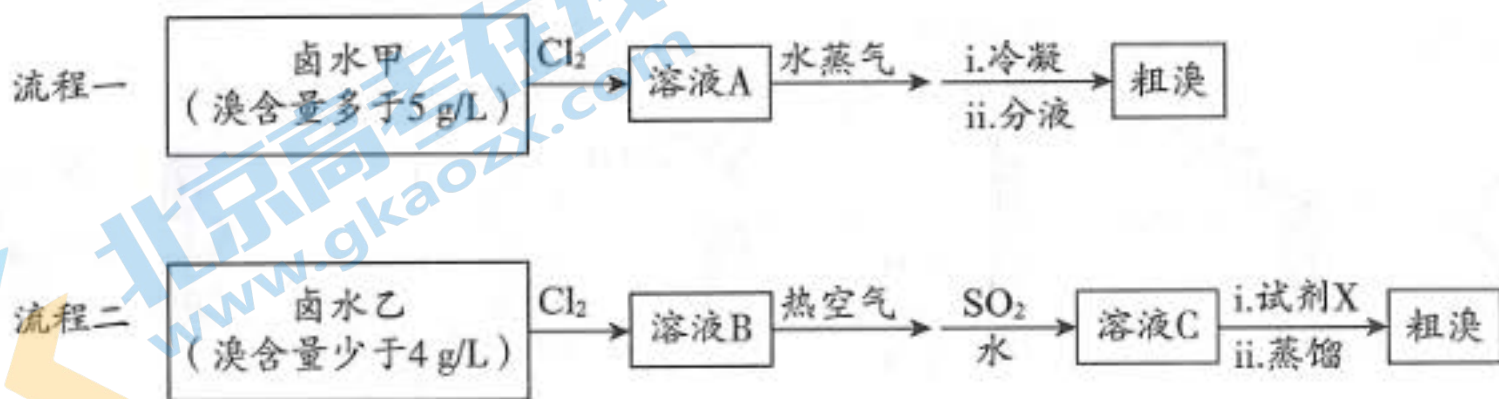 流程一
卤水甲
（溴含量多于5 g/L）
Cl₂
溶液A
水蒸气
i.冷凝
ii.分液
粗溴
流程二
卤水乙
（溴含量少于4 g/L）
Cl₂
溶液B
热空气
SO₂
水
溶液C
i.试剂X
ii.蒸馏
粗溴
北京高考在线
www.gkaozx.com